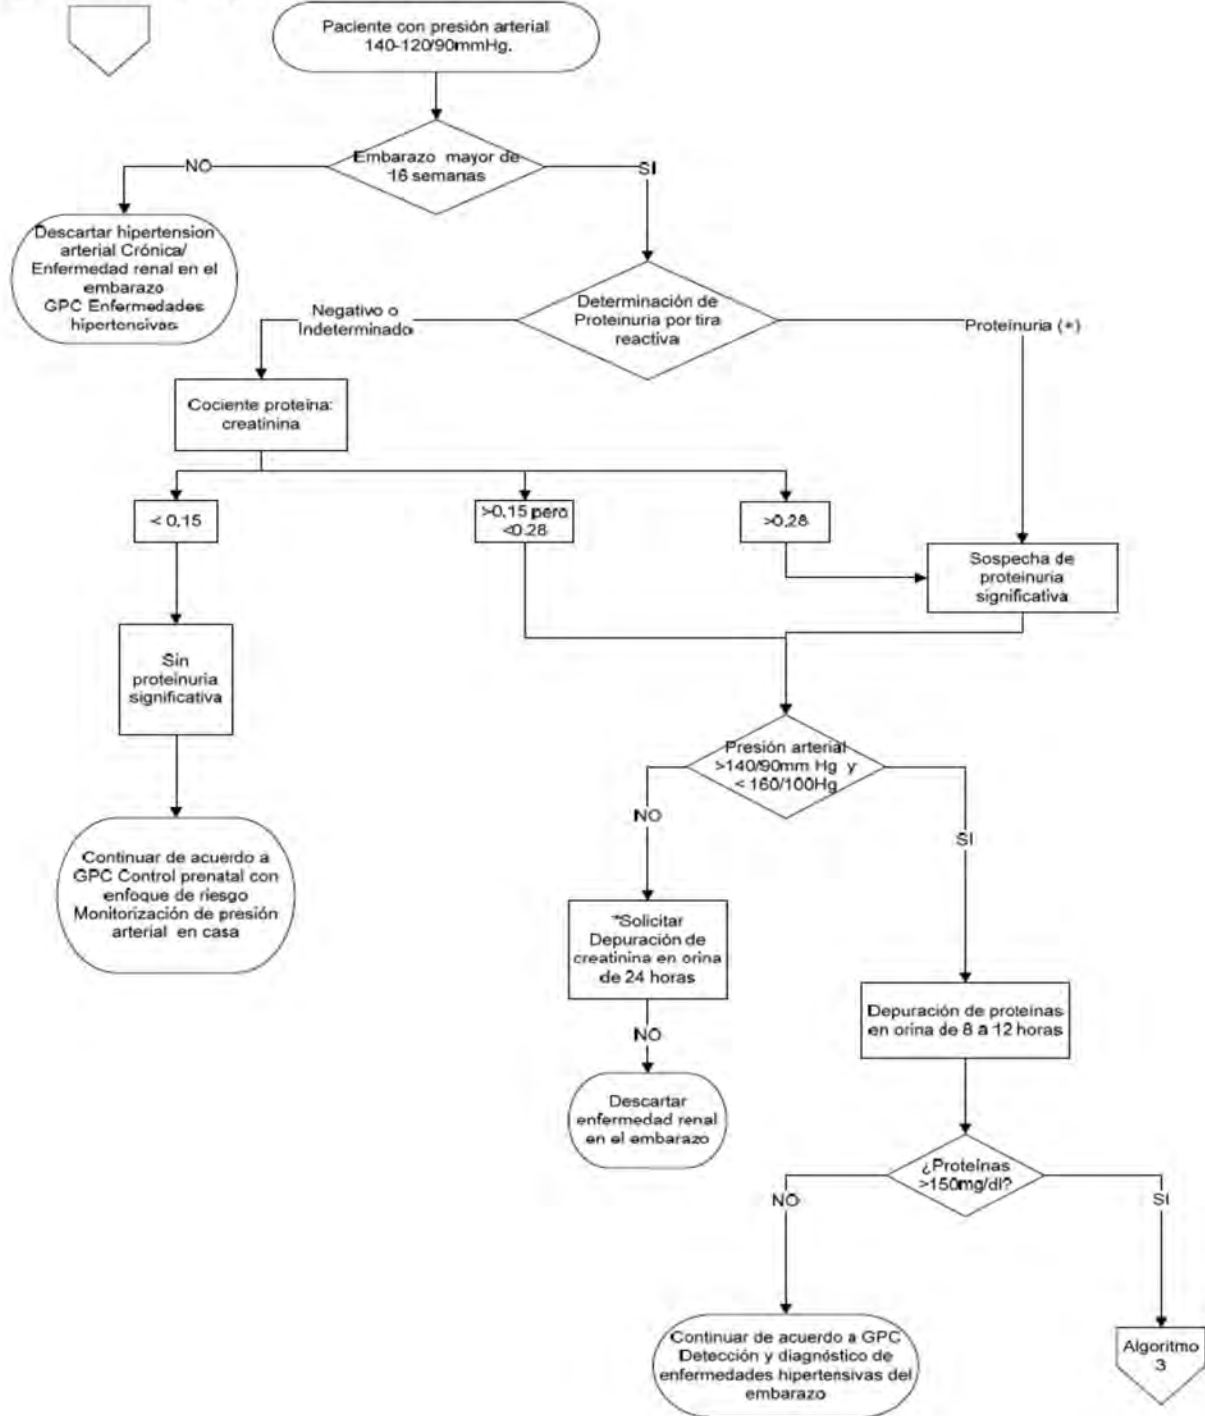 Paciente con presión arterial
140-120/90mmHg.
Embarazo mayor de
16 semanas
NO
SI
Descartar hipertension
arterial Crónica/
Enfermedad renal en el
embarazo
GPC Enfermedades
hipertensivas
Determinación de
Proteinuria por tira
reactiva
Negativo o
Indeterminado
Proteinuria (+)
Cociente proteína:
creatinina
< 0.15
>0.15 pero
<0.28
>0.28
Sospecha de
proteinuria
significativa
Sin
proteinuria
significativa
Presión arterial
>140/90mm Hg y
< 160/100Hg
NO
SI
Continuar de acuerdo a
GPC Control prenatal con
enfoque de riesgo
Monitorización de presión
arterial en casa
*Solicitar
Depuración de
creatinina en orina
de 24 horas
Depuración de proteínas
en orina de 8 a 12 horas
NO
Descartar
enfermedad renal
en el embarazo
¿Proteínas
>150mg/dl?
NO
SI
Continuar de acuerdo a GPC
Detección y diagnóstico de
enfermedades hipertensivas del
embarazo
Algoritmo
3